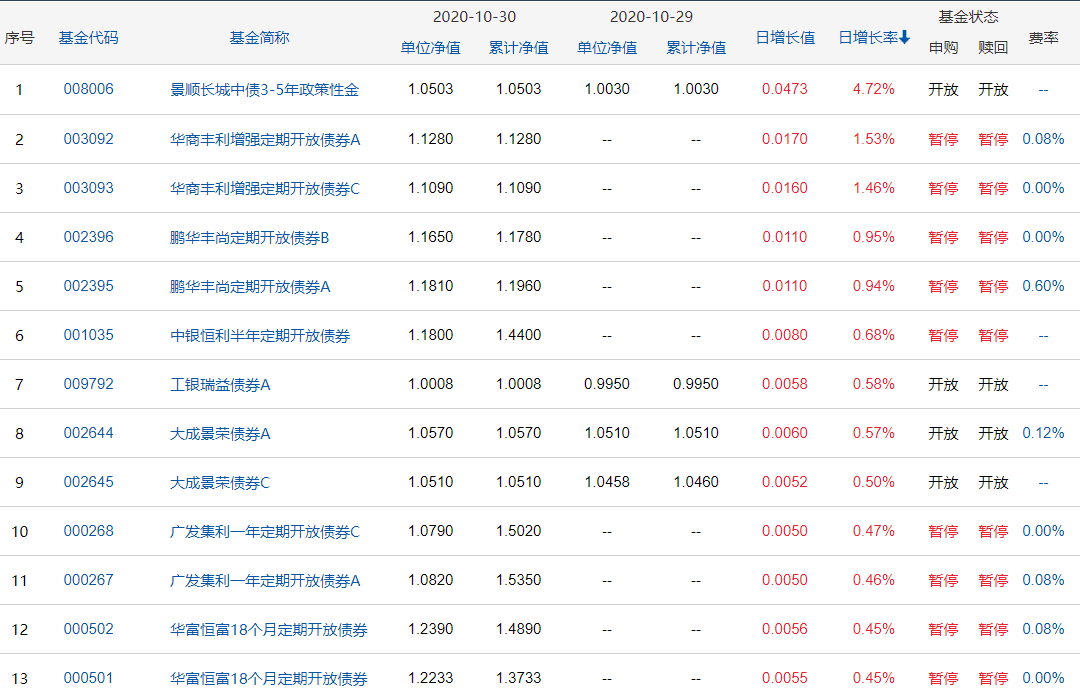 序号 基金代码 基金简称 2020-10-30 2020-10-29 日增长值 日增长率 基金状态 费率
单位净值 累计净值 单位净值 累计净值 申购 赎回
1 008006 景顺长城中债3-5年政策性金 1.0503 1.0503 1.0030 1.0030 0.0473 4.72% 开放 开放 --
2 003092 华商丰利增强定期开放债券A 1.1280 1.1280 -- -- 0.0170 1.53% 暂停 暂停 0.08%
3 003093 华商丰利增强定期开放债券C 1.1090 1.1090 -- -- 0.0160 1.46% 暂停 暂停 0.00%
4 002396 鹏华丰尚定期开放债券B 1.1650 1.1780 -- -- 0.0110 0.95% 暂停 暂停 0.00%
5 002395 鹏华丰尚定期开放债券A 1.1810 1.1960 -- -- 0.0110 0.94% 暂停 暂停 0.60%
6 001035 中银恒利半年定期开放债券 1.1800 1.4400 -- -- 0.0080 0.68% 暂停 暂停 --
7 009792 工银瑞益债券A 1.0008 1.0008 0.9950 0.9950 0.0058 0.58% 开放 开放 --
8 002644 大成景荣债券A 1.0570 1.0570 1.0510 1.0510 0.0060 0.57% 开放 开放 0.12%
9 002645 大成景荣债券C 1.0510 1.0510 1.0458 1.0460 0.0052 0.50% 开放 开放 --
10 000268 广发集利一年定期开放债券C 1.0790 1.5020 -- -- 0.0050 0.47% 暂停 暂停 0.00%
11 000267 广发集利一年定期开放债券A 1.0820 1.5350 -- -- 0.0050 0.46% 暂停 暂停 0.08%
12 000502 华富恒富18个月定期开放债券 1.2390 1.4890 -- -- 0.0056 0.45% 暂停 暂停 0.08%
13 000501 华富恒富18个月定期开放债券 1.2233 1.3733 -- -- 0.0055 0.45% 暂停 暂停 0.00%